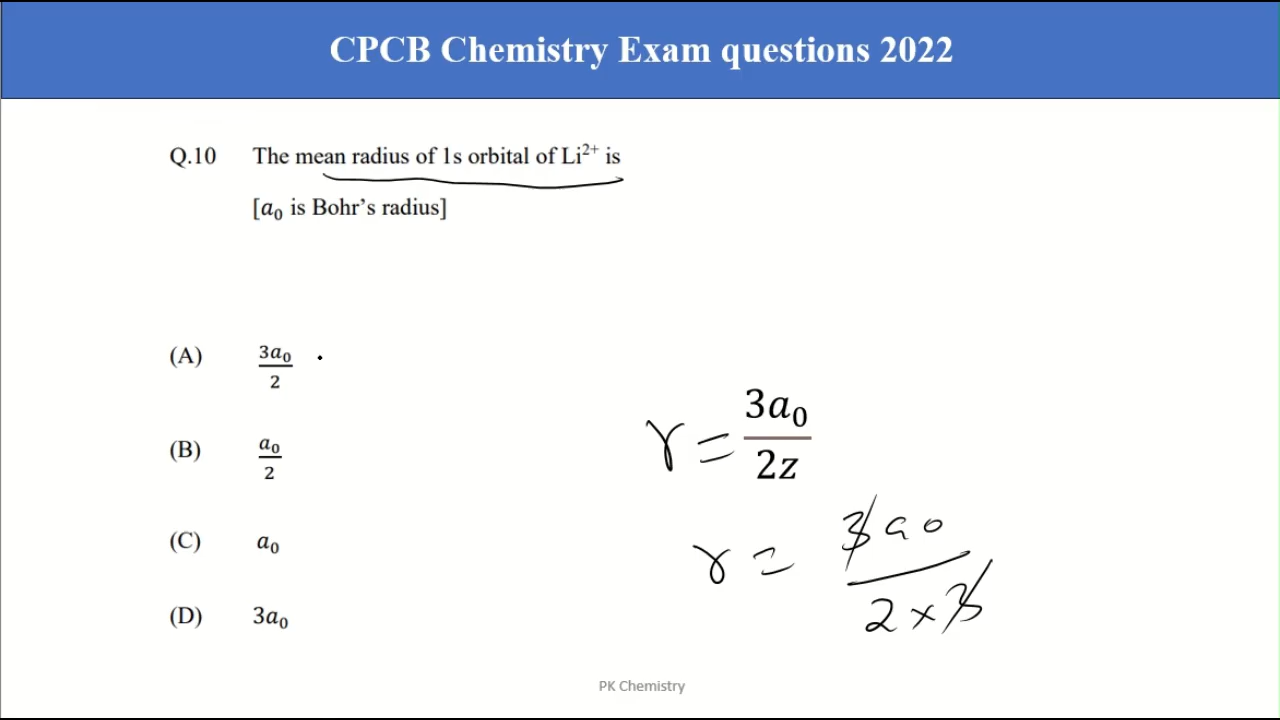 CPCB Chemistry Exam questions 2022
Q.10 The mean radius of 1s orbital of Li²⁺ is
[a₀ is Bohr's radius]
(A) 3a₀/2
(B) a₀/2
(C) a₀
(D) 3a₀
r = 3a₀/2z
r = 3a₀/2×3
PK Chemistry